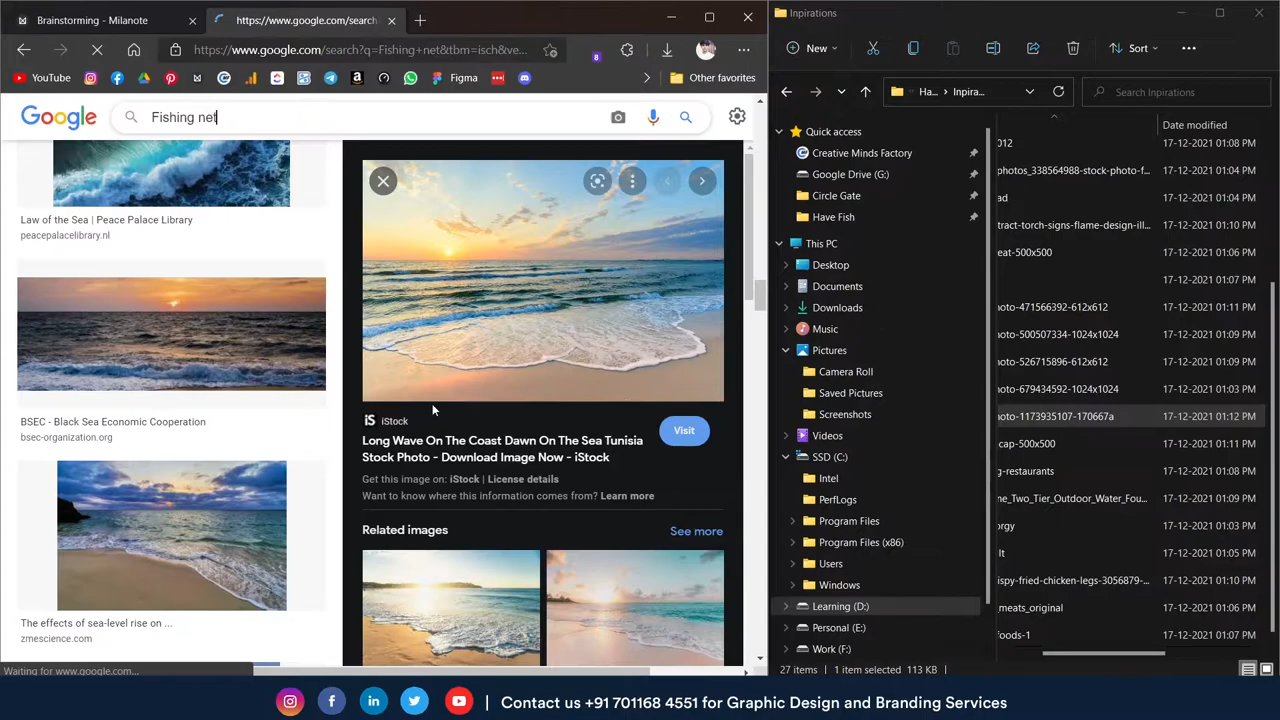 Brainstorming - Milanote
https://www.google.com/search
Inpirations
https://www.google.com/search?q=Fishing+net&tbm=isch&ve...
8
New
Sort
YouTube
Figma
Other favorites
Ha...
Inpira...
Search Inpirations
Google
Fishing net
Date modified
Quick access
Creative Minds Factory
Google Drive (G:)
Circle Gate
Have Fish
This PC
Desktop
Documents
Downloads
Music
Pictures
Camera Roll
Saved Pictures
Screenshots
Videos
SSD (C:)
Intel
PerfLogs
Program Files
Program Files (x86)
Users
Windows
Learning (D:)
Personal (E:)
Work (F:)
012 17-12-2021 01:08 PM
photos_338564988-stock-photo-f... 17-12-2021 01:04 PM
ad 17-12-2021 01:04 PM
tract-torch-signs-flame-design-ill... 17-12-2021 01:10 PM
eat-500x500 17-12-2021 01:09 PM
17-12-2021 01:07 PM
oto-471566392-612x612 17-12-2021 01:11 PM
oto-500507334-1024x1024 17-12-2021 01:09 PM
oto-526715896-612x612 17-12-2021 01:09 PM
oto-679434592-1024x1024 17-12-2021 01:03 PM
oto-1173935107-170667a 17-12-2021 01:12 PM
cap-500x500 17-12-2021 01:11 PM
g-restaurants 17-12-2021 01:08 PM
ne_Two_Tier_Outdoor_Water_Fou... 17-12-2021 01:09 PM
orgy 17-12-2021 01:03 PM
lt 17-12-2021 01:05 PM
ispy-fried-chicken-legs-3056879-... 17-12-2021 01:10 PM
_meats_original 17-12-2021 01:06 PM
foods-1 17-12-2021 01:07 PM
27 items
1 item selected 113 KB
Law of the Sea | Peace Palace Library
peacepalacelibrary.nl
BSEC - Black Sea Economic Cooperation
bsec-organization.org
The effects of sea-level rise on ...
zmescience.com
iS iStock
Long Wave On The Coast Dawn On The Sea Tunisia
Stock Photo - Download Image Now - iStock
Visit
Get this image on: iStock | License details
Want to know where this information comes from? Learn more
Related images
See more
Waiting for www.google.com...
| Contact us +91 701168 4551 for Graphic Design and Branding Services